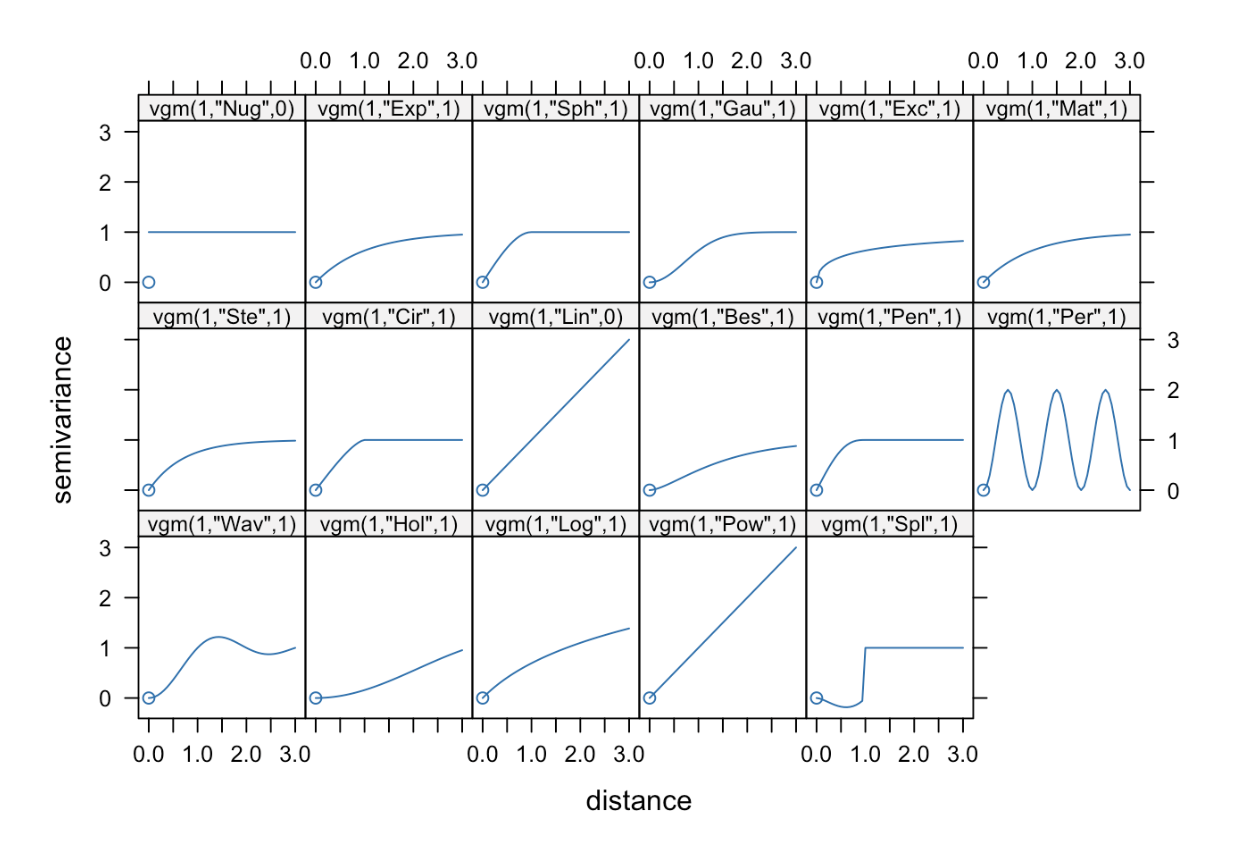 0.0 1.0 2.0 3.0 0.0 1.0 2.0 3.0 0.0 1.0 2.0 3.0
vgm(1,"Nug",0) vgm(1,"Exp",1) vgm(1,"Sph",1) vgm(1,"Gau",1) vgm(1,"Exc",1) vgm(1,"Mat",1)
3
2
1
0
vgm(1,"Ste",1) vgm(1,"Cir",1) vgm(1,"Lin",0) vgm(1,"Bes",1) vgm(1,"Pen",1) vgm(1,"Per",1)
3
2
1
0
semivariance
vgm(1,"Wav",1) vgm(1,"Hol",1) vgm(1,"Log",1) vgm(1,"Pow",1) vgm(1,"Spl",1)
3
2
1
0
0.0 1.0 2.0 3.0 0.0 1.0 2.0 3.0 0.0 1.0 2.0 3.0
distance